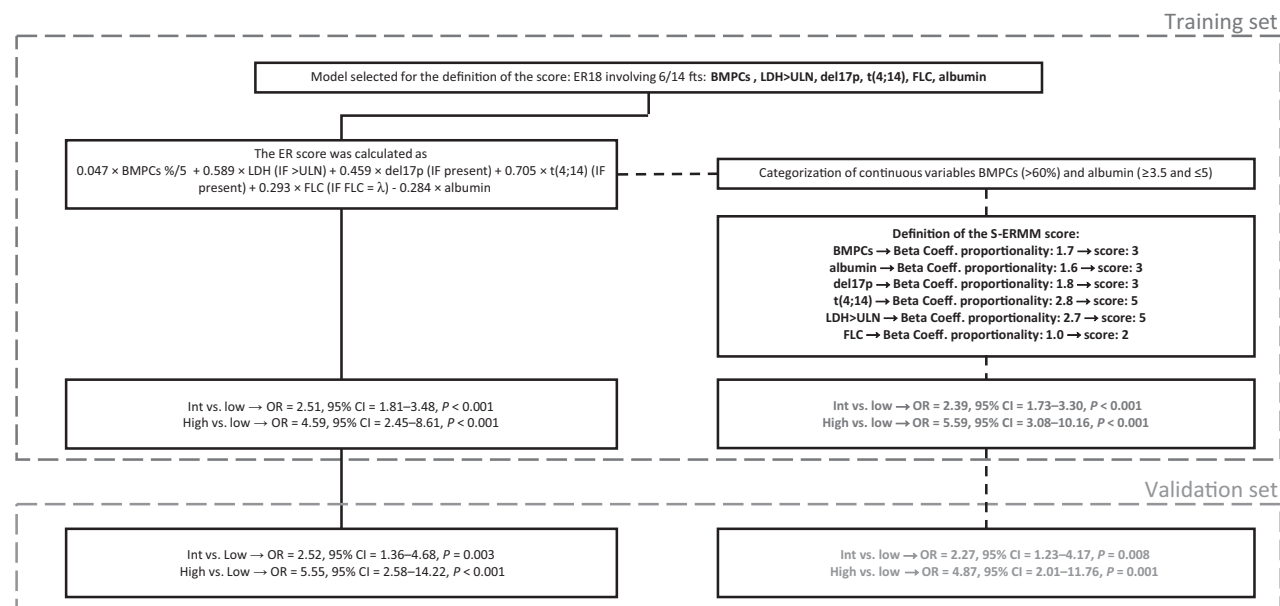 Training set
Model selected for the definition of the score: ER18 involving 6/14 fts: BMPCs , LDH>ULN, del17p, t(4;14), FLC, albumin
The ER score was calculated as
0.047 × BMPCs %/5 + 0.589 × LDH (IF >ULN) + 0.459 × del17p (IF present) + 0.705 × t(4;14) (IF
present) + 0.293 × FLC (IF FLC = λ) - 0.284 × albumin
Categorization of continuous variables BMPCs (>60%) and albumin (≥3.5 and ≤5)
Definition of the S-ERMM score:
BMPCs → Beta Coeff. proportionality: 1.7 → score: 3
albumin → Beta Coeff. proportionality: 1.6 → score: 3
del17p → Beta Coeff. proportionality: 1.8 → score: 3
t(4;14) → Beta Coeff. proportionality: 2.8 → score: 5
LDH>ULN → Beta Coeff. proportionality: 2.7 → score: 5
FLC → Beta Coeff. proportionality: 1.0 → score: 2
Int vs. low → OR = 2.51, 95% CI = 1.81–3.48, P < 0.001
High vs. low → OR = 4.59, 95% CI = 2.45–8.61, P < 0.001
Int vs. low → OR = 2.39, 95% CI = 1.73–3.30, P < 0.001
High vs. low → OR = 5.59, 95% CI = 3.08–10.16, P < 0.001
Validation set
Int vs. Low → OR = 2.52, 95% CI = 1.36–4.68, P = 0.003
High vs. Low → OR = 5.55, 95% CI = 2.58–14.22, P < 0.001
Int vs. low → OR = 2.27, 95% CI = 1.23–4.17, P = 0.008
High vs. low → OR = 4.87, 95% CI = 2.01–11.76, P = 0.001